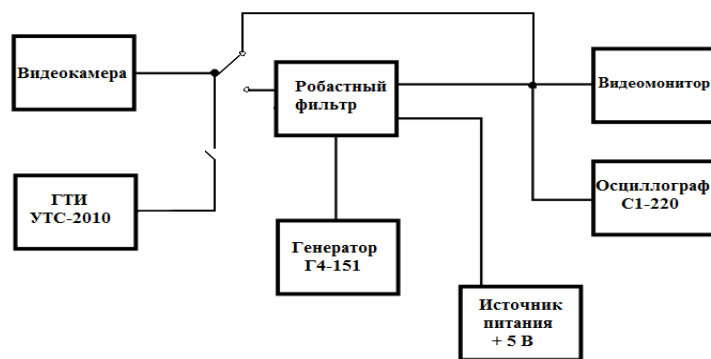 Видеокамера
Робастный
фильтр
Видеомонитор
ГТИ
УТС-2010
Генератор
Г4-151
Осциллограф
С1-220
Источник
питания
+ 5 В